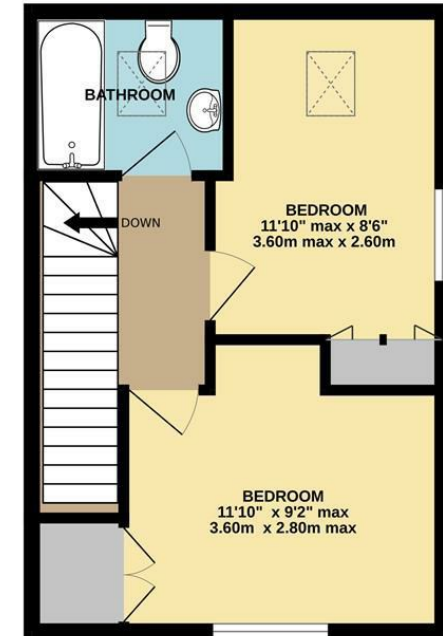 BATHROOM
DOWN
BEDROOM
11'10" max x 8'6"
3.60m max x 2.60m
BEDROOM
11'10" x 9'2" max
3.60m x 2.80m max